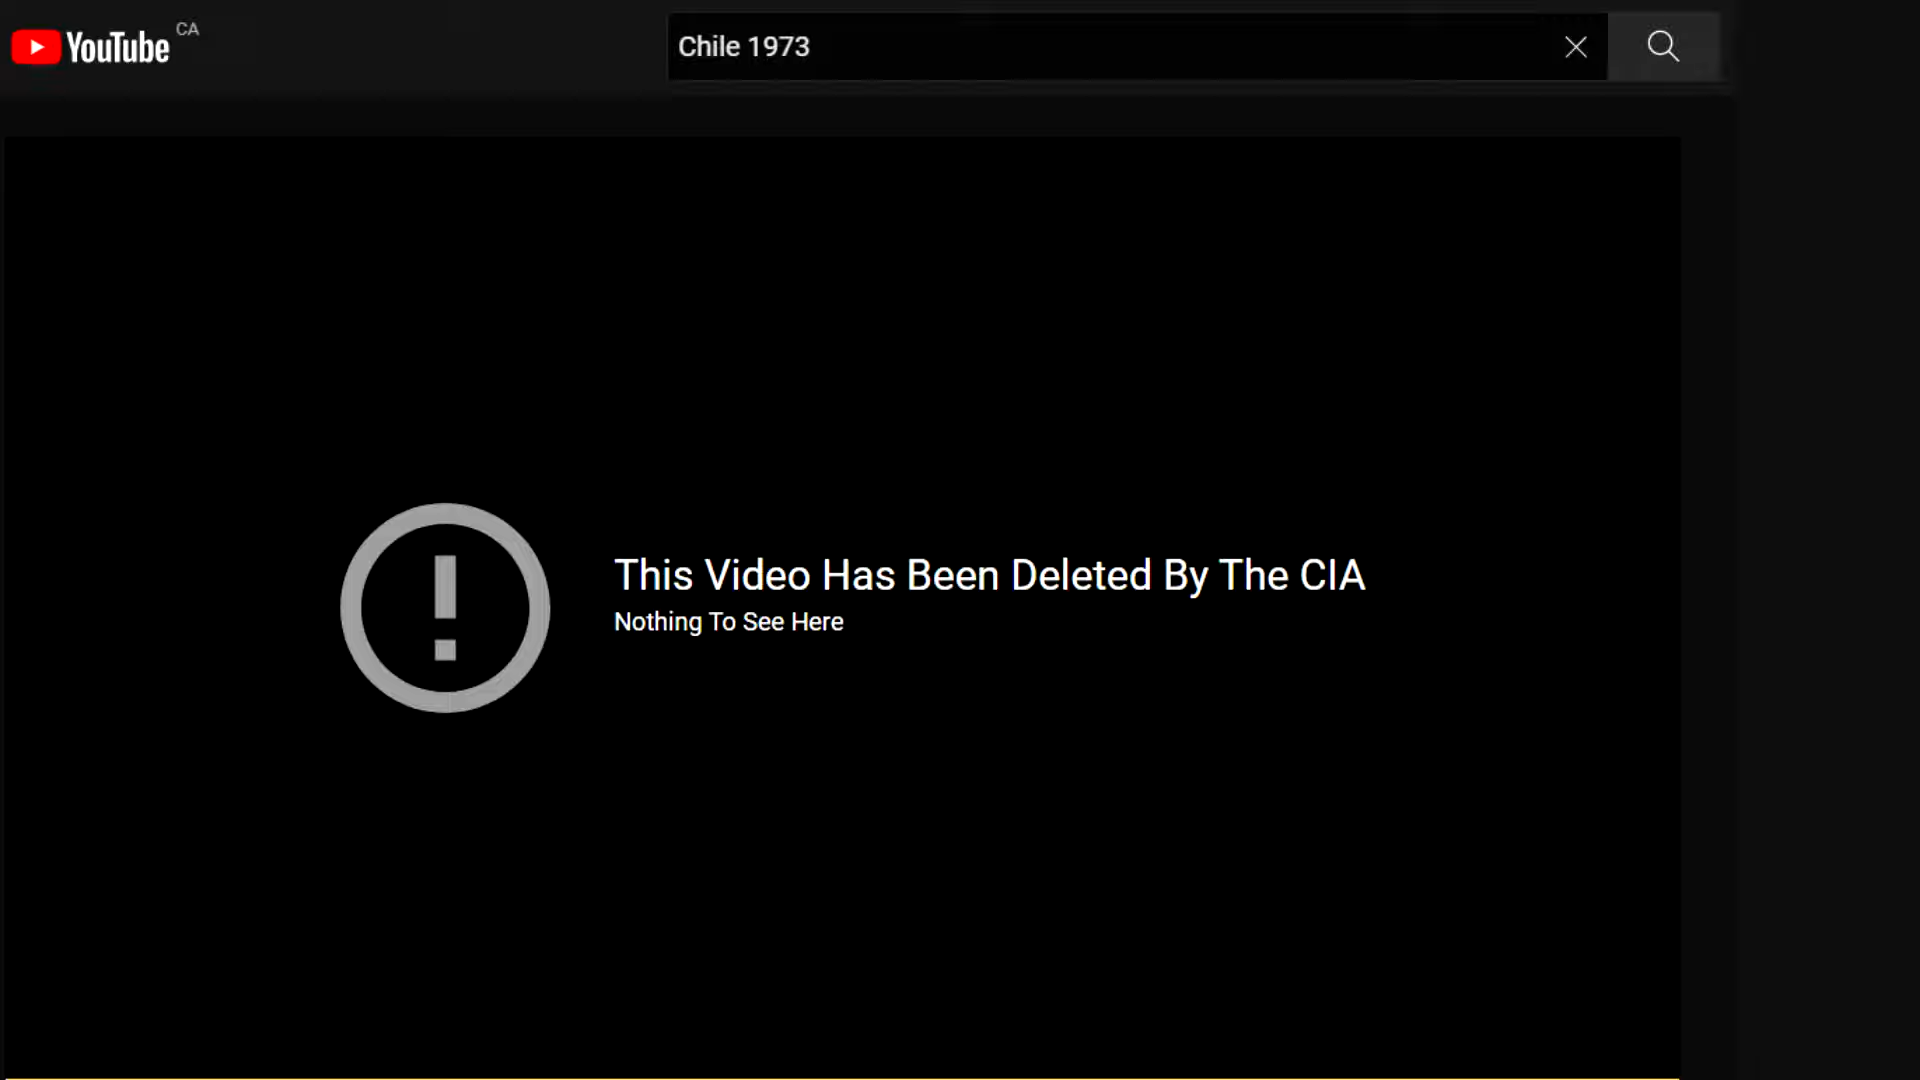 YouTube CA
Chile 1973
This Video Has Been Deleted By The CIA
Nothing To See Here